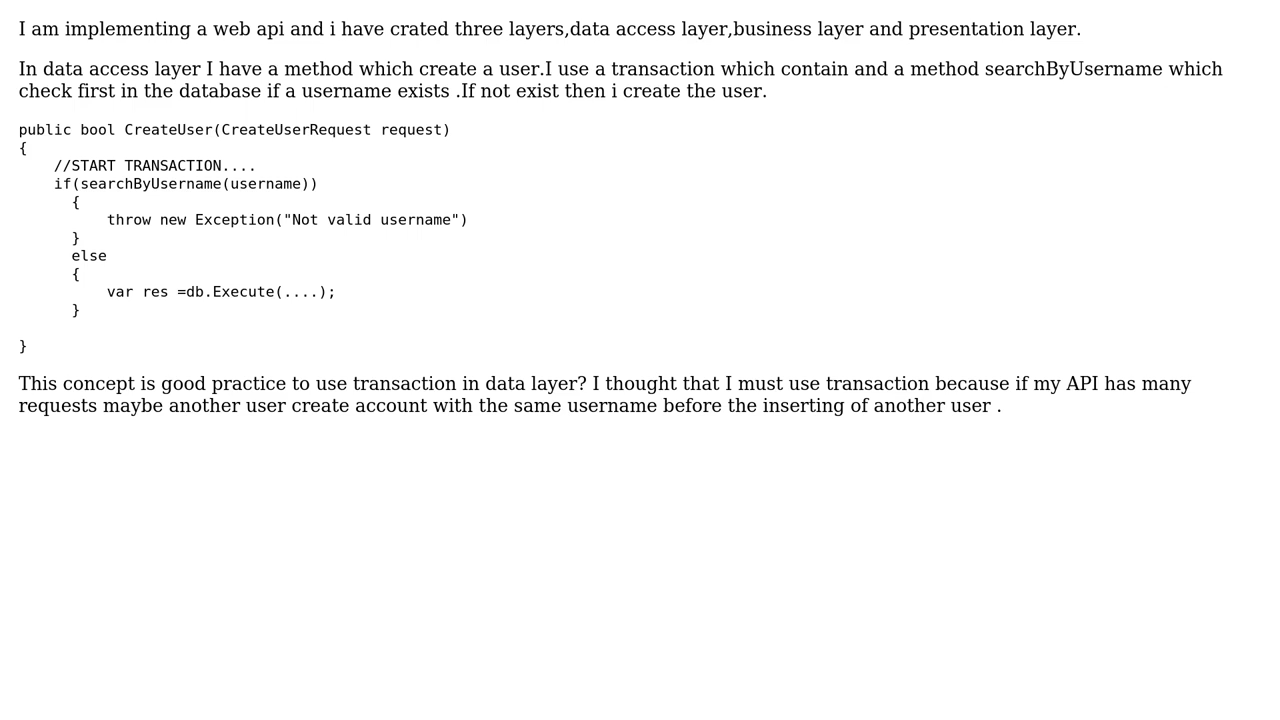 I am implementing a web api and i have crated three layers,data access layer,business layer and presentation layer.
In data access layer I have a method which create a user.I use a transaction which contain and a method searchByUsername which
check first in the database if a username exists .If not exist then i create the user.
public bool CreateUser(CreateUserRequest request)
{
    //START TRANSACTION....
    if(searchByUsername(username))
      {
          throw new Exception("Not valid username")
      }
      else
      {
          var res =db.Execute(....);
      }
}
This concept is good practice to use transaction in data layer? I thought that I must use transaction because if my API has many
requests maybe another user create account with the same username before the inserting of another user .